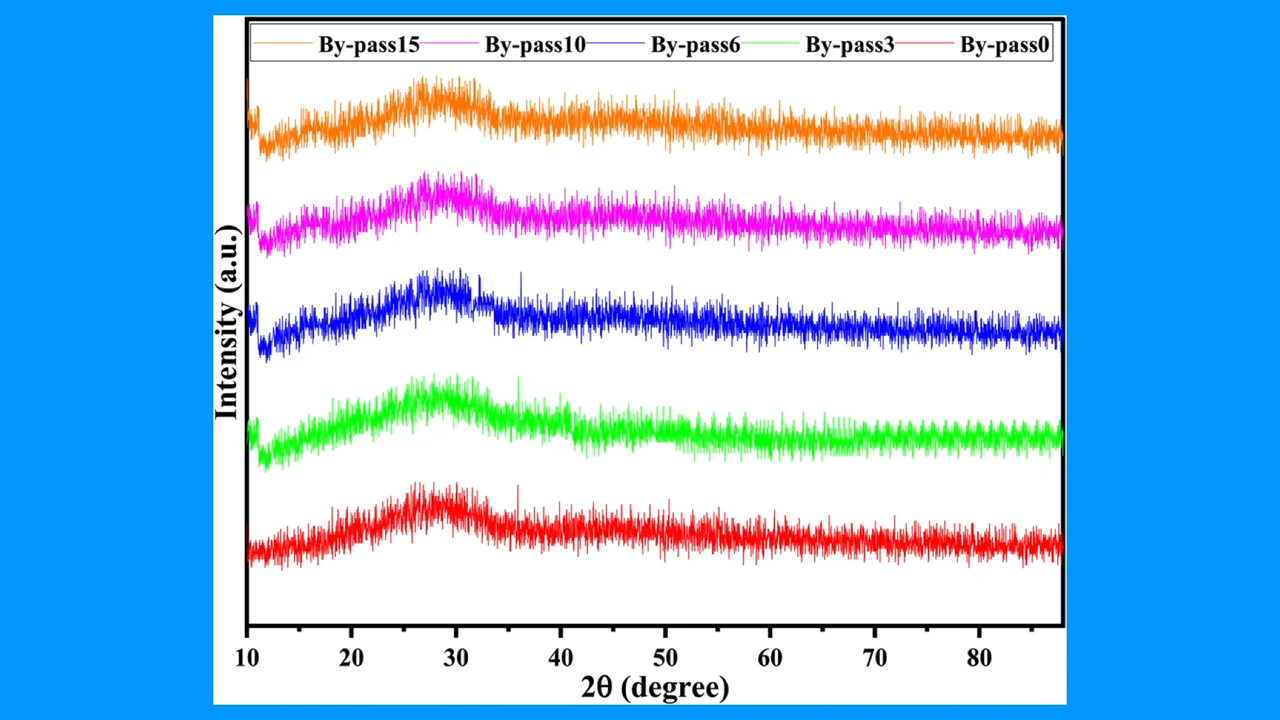 By-pass15 By-pass10 By-pass6 By-pass3 By-pass0
Intensity (a.u.)
10 20 30 40 50 60 70 80
2θ (degree)